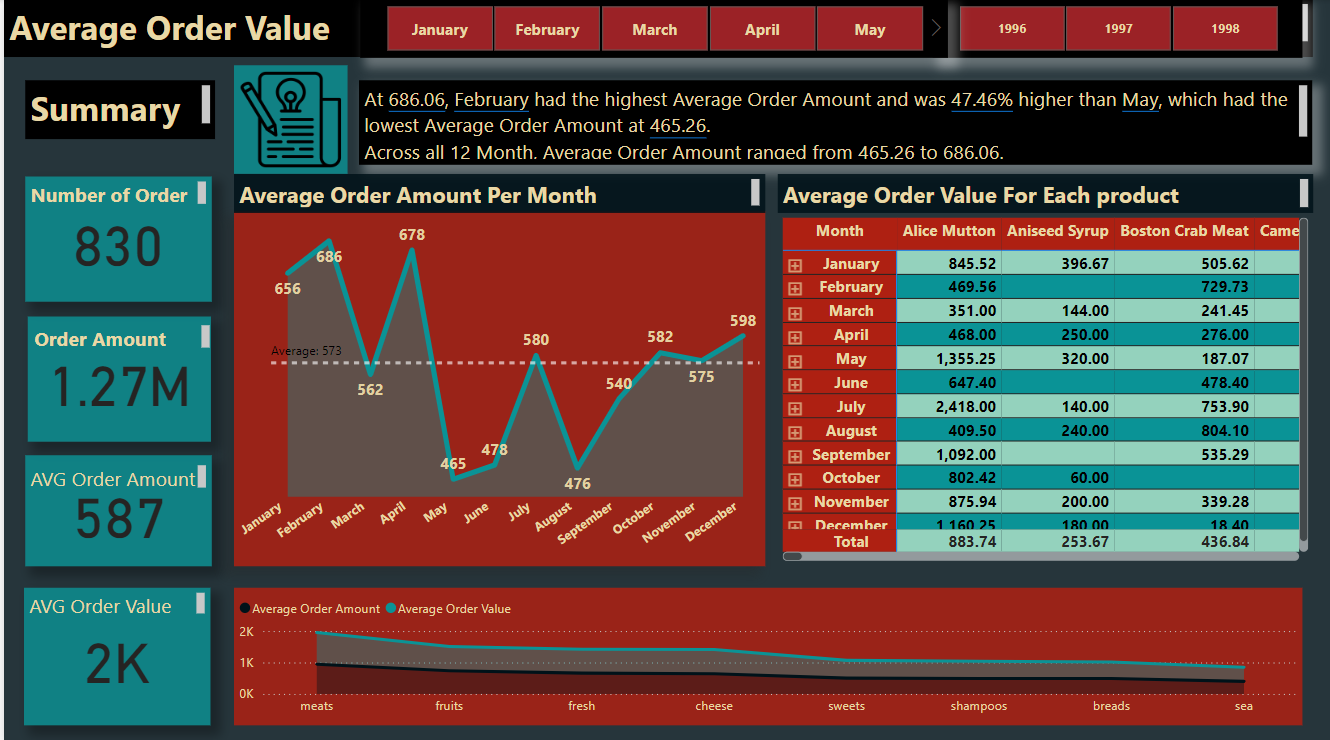 Average Order Value
January February March April May
1996 1997 1998
Summary
At 686.06, February had the highest Average Order Amount and was 47.46% higher than May, which had the
lowest Average Order Amount at 465.26.
Across all 12 Month, Average Order Amount ranged from 465.26 to 686.06.
Number of Order
830
Order Amount
1.27M
AVG Order Amount
587
AVG Order Value
2K
Average Order Amount Per Month
678
686
656
598
580
582
Average: 573
562
540
575
465
478
476
January February March April May June July August September October November December
Average Order Value For Each product
Month Alice Mutton Aniseed Syrup Boston Crab Meat Came
January 845.52 396.67 505.62
February 469.56 729.73
March 351.00 144.00 241.45
April 468.00 250.00 276.00
May 1,355.25 320.00 187.07
June 647.40 478.40
July 2,418.00 140.00 753.90
August 409.50 240.00 804.10
September 1,092.00 535.29
October 802.42 60.00
November 875.94 200.00 339.28
December 1,160.25 180.00 18.40
Total 883.74 253.67 436.84
Average Order Amount Average Order Value
2K
1K
0K
meats fruits fresh cheese sweets shampoos breads sea